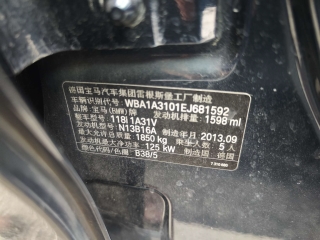 德国宝马汽车集团雷根斯堡工厂制造
车辆识别代号 WBA1A3101EJ681592
品牌 宝马(BMW)牌 发动机排量: 1598 ml
整车型号: 118I 1A31V
发动机型号: N13B16A 制造年月 2013.09
最大允许总质量: 1850 kg 乘坐人数: 5 人
发动机最大净功率: 125 kW 制造国: 德国
颜色代码/色阑 B39/5